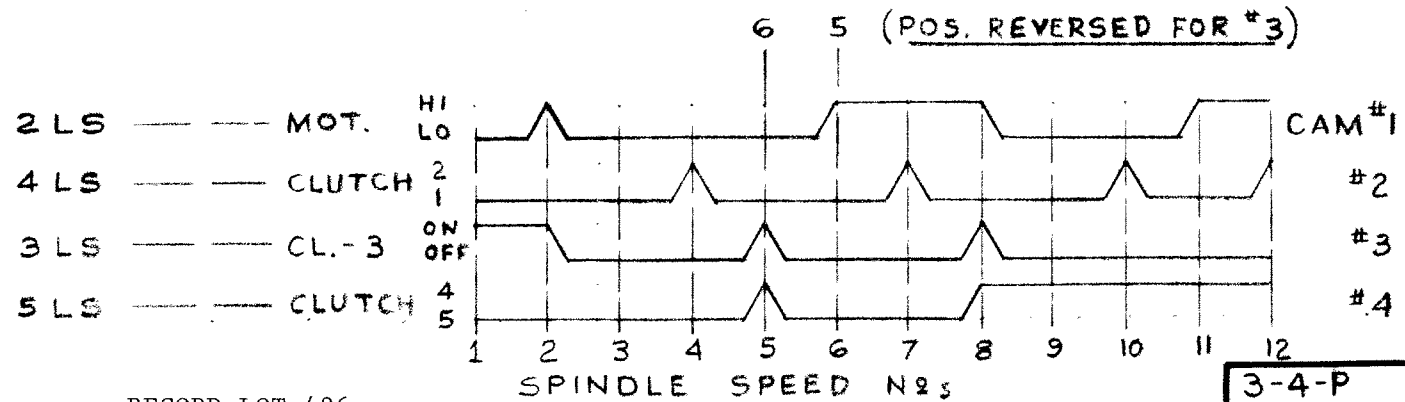 6 5 (POS. REVERSED FOR #3)
2 LS MOT. HI LO CAM #1
4 LS CLUTCH 2 1 #2
3 LS CL.-3 ON OFF #3
5 LS CLUTCH 4 5 #4
1 2 3 4 5 6 7 8 9 10 11 12
SPINDLE SPEED Nos
3-4-P